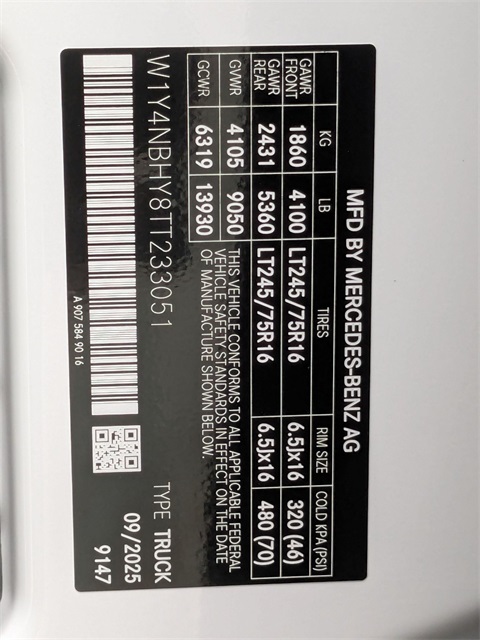 MFD BY MERCEDES-BENZ AG
KG LB TIRES RIM SIZE COLD KPA(PSI)
GAWR FRONT 1860 4100 LT245/75R16 6.5Jx16 320 (46)
GAWR REAR 2431 5360 LT245/75R16 6.5Jx16 480 (70)
GVWR 4105 9050
GCWR 6319 13930
THIS VEHICLE CONFORMS TO ALL APPLICABLE FEDERAL
VEHICLE SAFETY STANDARDS IN EFFECT ON THE DATE
OF MANUFACTURE SHOWN BELOW.
W1Y4NBHY8TT233051
TYPE TRUCK
09/2025
9147
A 907 584 90 16